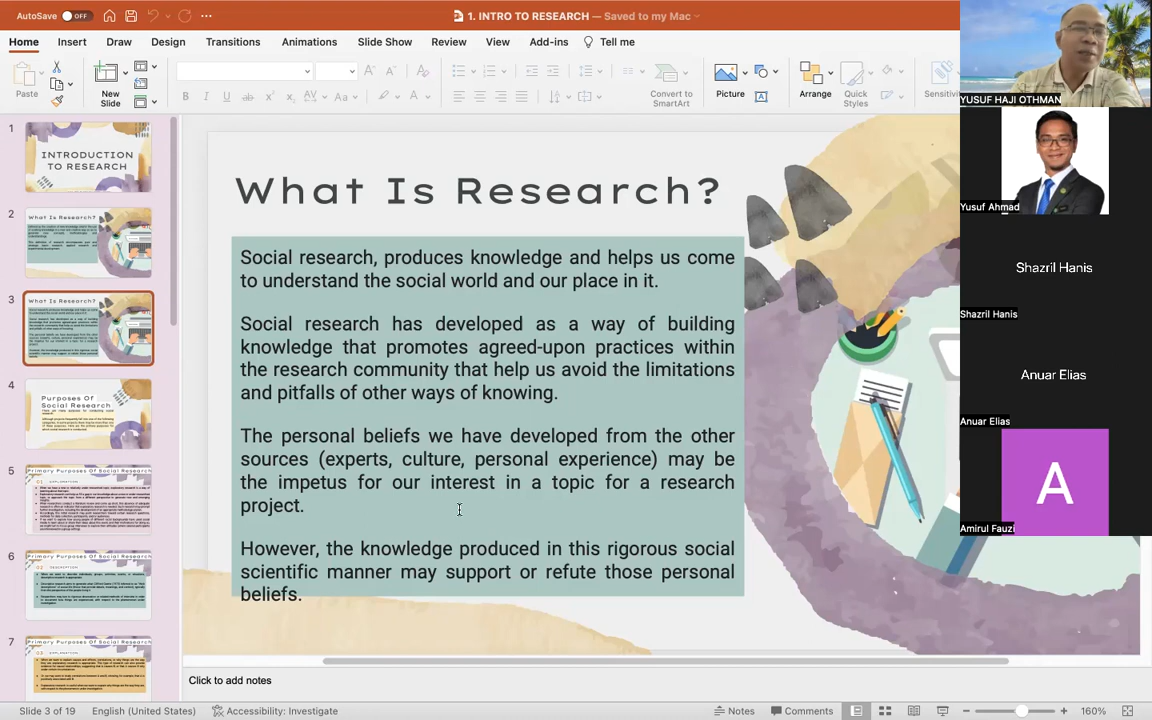 AutoSave OFF
1. INTRO TO RESEARCH — Saved to my Mac
Home Insert Draw Design Transitions Animations Slide Show Review View Add-ins Tell me
Paste
New
Slide
Convert to
SmartArt
Picture
Arrange
Quick
Styles
1
INTRODUCTION
TO RESEARCH
2
What Is Research?
3
What Is Research?
4
Purposes Of
Social Research
5
Primary Purposes Of Social Research
6
Primary Purposes Of Social Research
7
Primary Purposes Of Social Research
What Is Research?
Social research, produces knowledge and helps us come
to understand the social world and our place in it.
Social research has developed as a way of building
knowledge that promotes agreed-upon practices within
the research community that help us avoid the limitations
and pitfalls of other ways of knowing.
The personal beliefs we have developed from the other
sources (experts, culture, personal experience) may be
the impetus for our interest in a topic for a research
project.
However, the knowledge produced in this rigorous social
scientific manner may support or refute those personal
beliefs.
YUSUF HAJI OTHMAN
Yusuf Ahmad
Shazril Hanis
Shazril Hanis
Anuar Elias
Anuar Elias
A
Amirul Fauzi
Click to add notes
Slide 3 of 19 English (United States) Accessibility: Investigate Notes Comments 160%